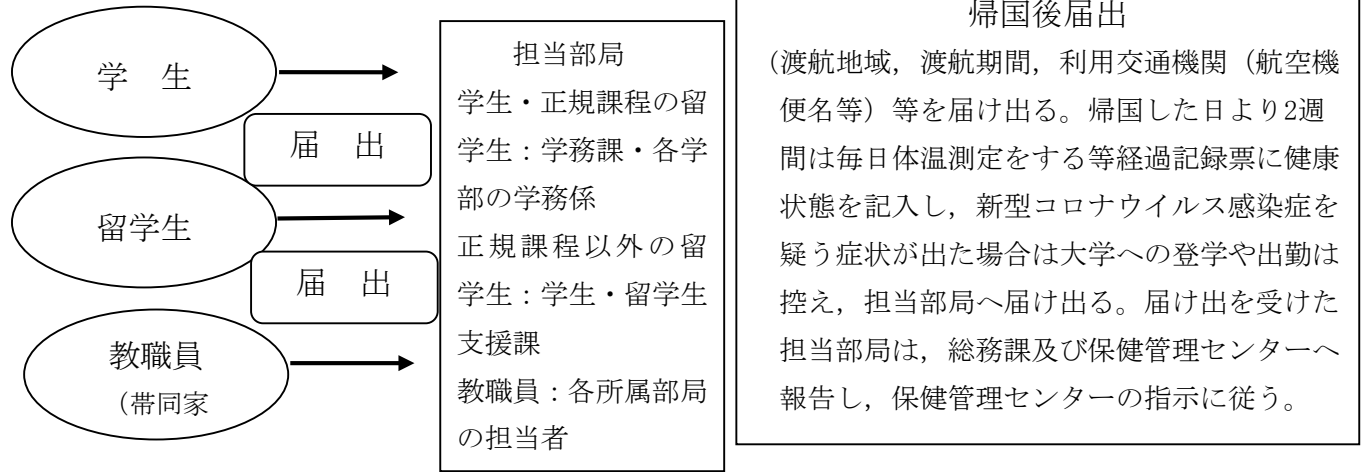 学　生
届　出
留学生
届　出
教職員
（帯同家
担当部局
学生・正規課程の留
学生：学務課・各学
部の学務係
正規課程以外の留
学生：学生・留学生
支援課
教職員：各所属部局
の担当者
帰国後届出
（渡航地域，渡航期間，利用交通機関（航空機
便名等）等を届け出る。帰国した日より2週
間は毎日体温測定をする等経過記録票に健康
状態を記入し，新型コロナウイルス感染症を
疑う症状が出た場合は大学への登学や出勤は
控え，担当部局へ届け出る。届け出を受けた
担当部局は，総務課及び保健管理センターへ
報告し，保健管理センターの指示に従う。